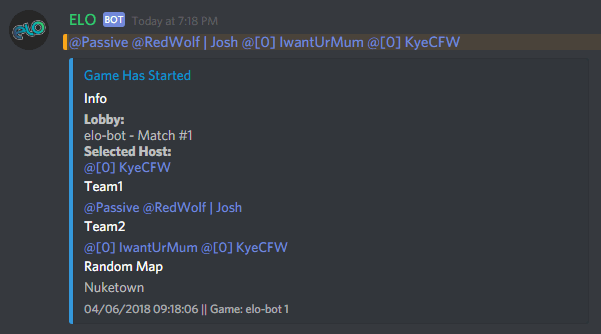 elo
ELO BOT Today at 7:18 PM
@Passive @RedWolf | Josh @[0] IwantUrMum @[0] KyeCFW
Game Has Started
Info
Lobby:
elo-bot - Match #1
Selected Host:
@[0] KyeCFW
Team1
@Passive @RedWolf | Josh
Team2
@[0] IwantUrMum @[0] KyeCFW
Random Map
Nuketown
04/06/2018 09:18:06 || Game: elo-bot 1